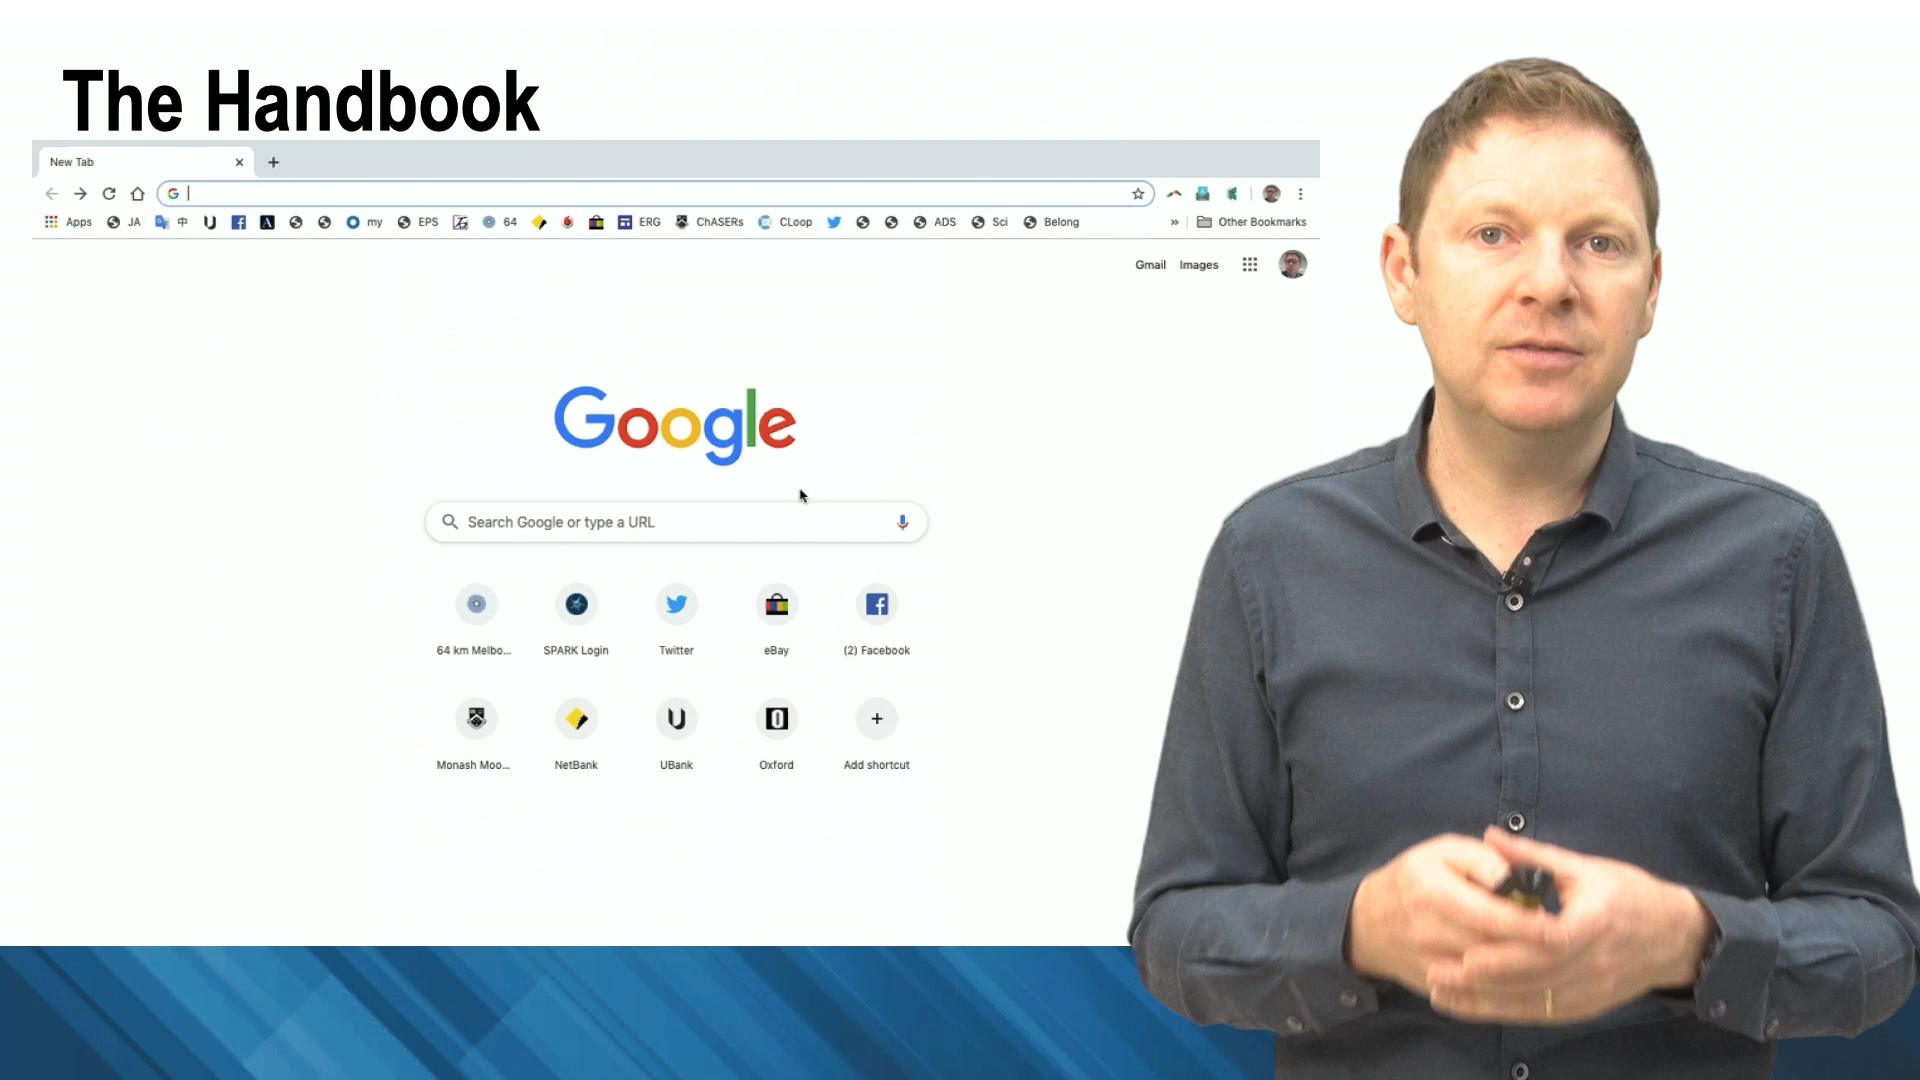 The Handbook
New Tab
Apps JA 中 my EPS 64 ERG ChASERs CLoop ADS Sci Belong » Other Bookmarks
Gmail Images
Google
Search Google or type a URL
64 km Melbo... SPARK Login Twitter eBay (2) Facebook
Monash Moo... NetBank UBank Oxford Add shortcut